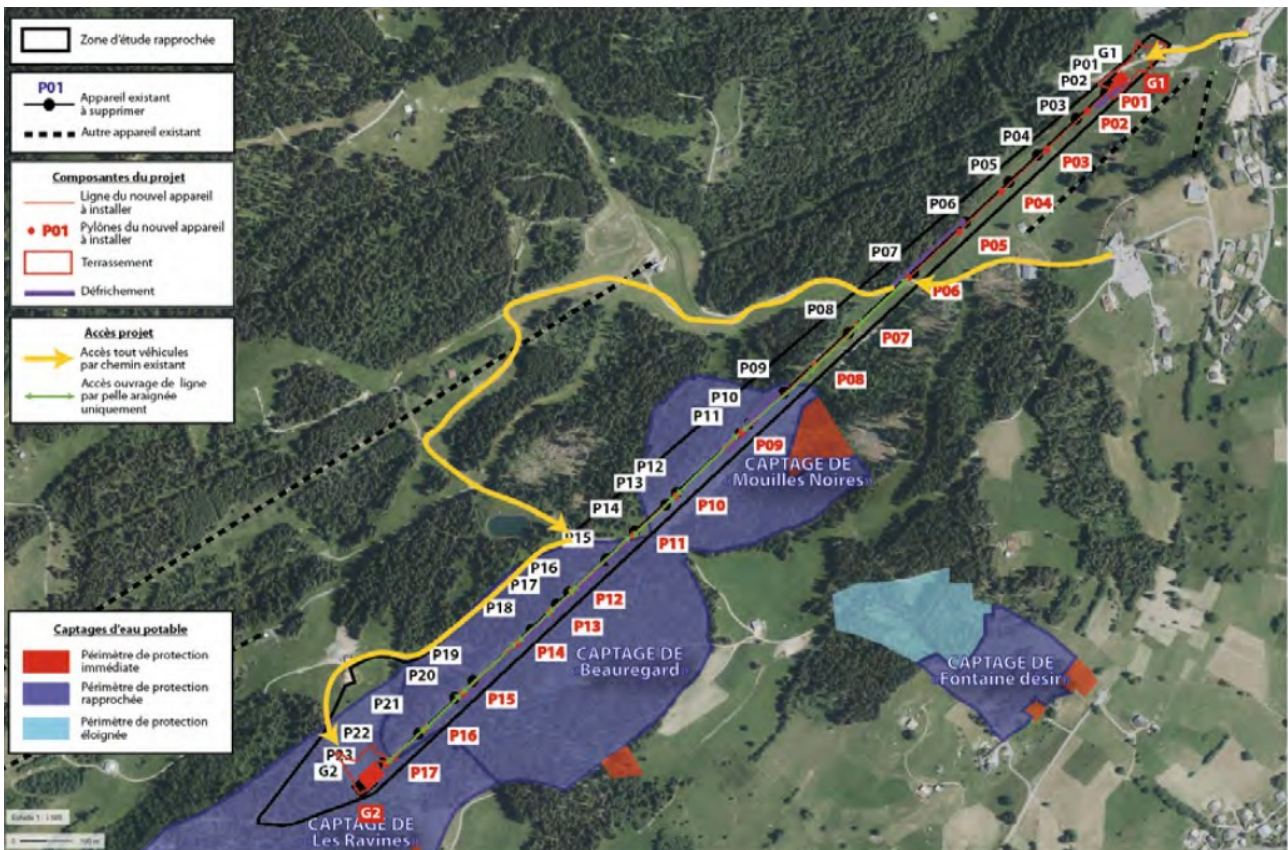 Zone d'étude rapprochée
P01
Appareil existant
à supprimer
Autre appareil existant
Composantes du projet
Ligne du nouvel appareil
à installer
P01
Pylônes du nouvel appareil
à installer
Terrassement
Défrichement
Accès projet
Accès tout véhicules
par chemin existant
Accès ouvrage de ligne
par pelle araignée
uniquement
Captages d'eau potable
Périmètre de protection
immédiate
Périmètre de protection
rapprochée
Périmètre de protection
éloignée
G1
P01
P02
P03
P04
P05
P06
P07
P08
P09
P10
P11
P12
P13
P14
P15
P16
P17
P18
P19
P20
P21
P22
P23
G2
G1
P01
P02
P03
P04
P05
P06
P07
P08
P09
P10
P11
P12
P13
P14
P15
P16
P17
G2
CAPTAGE DE
«Mouilles Noires»
CAPTAGE DE
«Beauregard»
CAPTAGE DE
«Fontaine désir»
CAPTAGE DE
«Les Ravines»
0
100 m